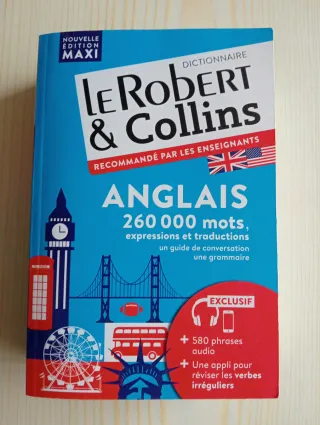 NOUVELLE
ÉDITION
MAXI
DICTIONNAIRE
LE ROBERT
& Collins
RECOMMANDÉ PAR LES ENSEIGNANTS
ANGLAIS
260 000 mots,
expressions et traductions
un guide de conversation
une grammaire
EXCLUSIF
+ 580 phrases
audio
+ Une appli pour
réviser les verbes
irréguliers